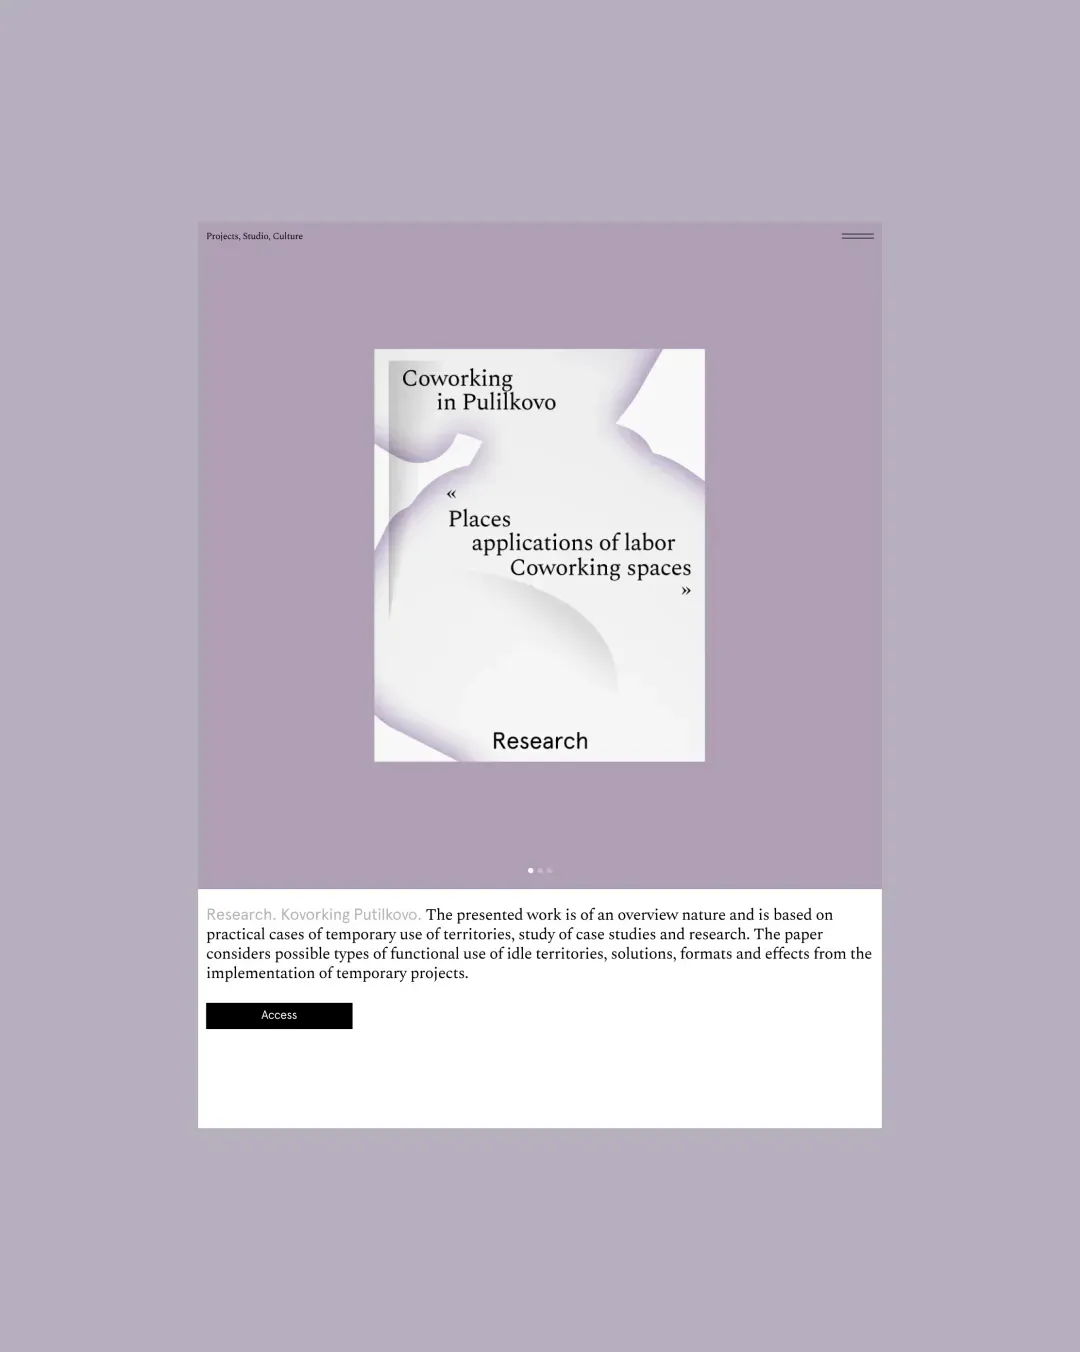 Projects, Studio, Culture
Coworking
in Pulilkovo
«
Places
applications of labor
Coworking spaces
»
Research
Research. Kovorking Putilkovo. The presented work is of an overview nature and is based on
practical cases of temporary use of territories, study of case studies and research. The paper
considers possible types of functional use of idle territories, solutions, formats and effects from the
implementation of temporary projects.
Access